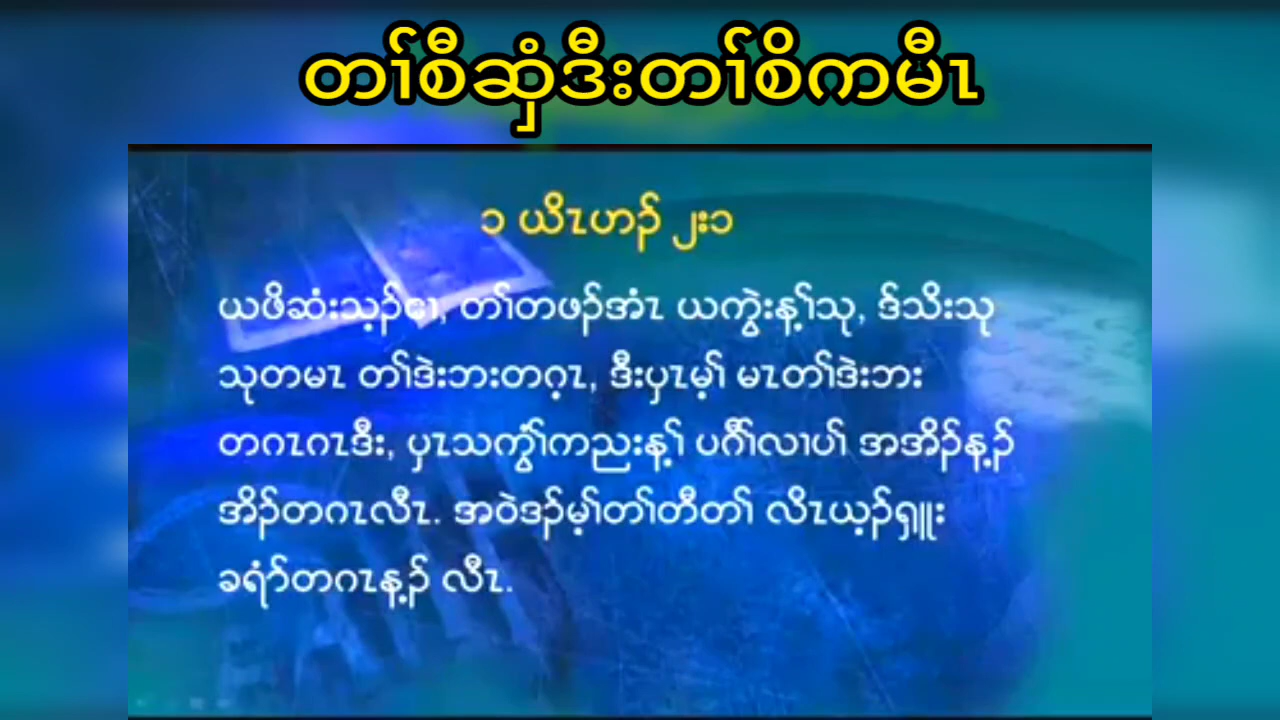 တၢ်စီဆှံဒီးတၢ်စိကမီၤ
၁ ယိၤဟၣ် ၂း၁
ယဖိဆံးသ့ၣ်ဧၢ, တၢ်တဖၣ်အံၤ ယကွဲးန့ၢ်သု, ဒ်သိးသု
သုတမၤ တၢ်ဒဲးဘးတဂ့ၤ, ဒီးပှၤမ့ၢ် မၤတၢ်ဒဲးဘး
တဂၤဂၤဒီး, ပှၤသကွံၢ်ကညးန့ၢ် ပဂီၢ်လၢပၢ် အအိၣ်န့ၣ်
အိၣ်တဂၤလီၤ. အဝဲဒၣ်မ့ၢ်တၢ်တီတၢ် လိၤယ့ၣ်ၡူး
ခရံာ်တဂၤန့ၣ် လီၤ.